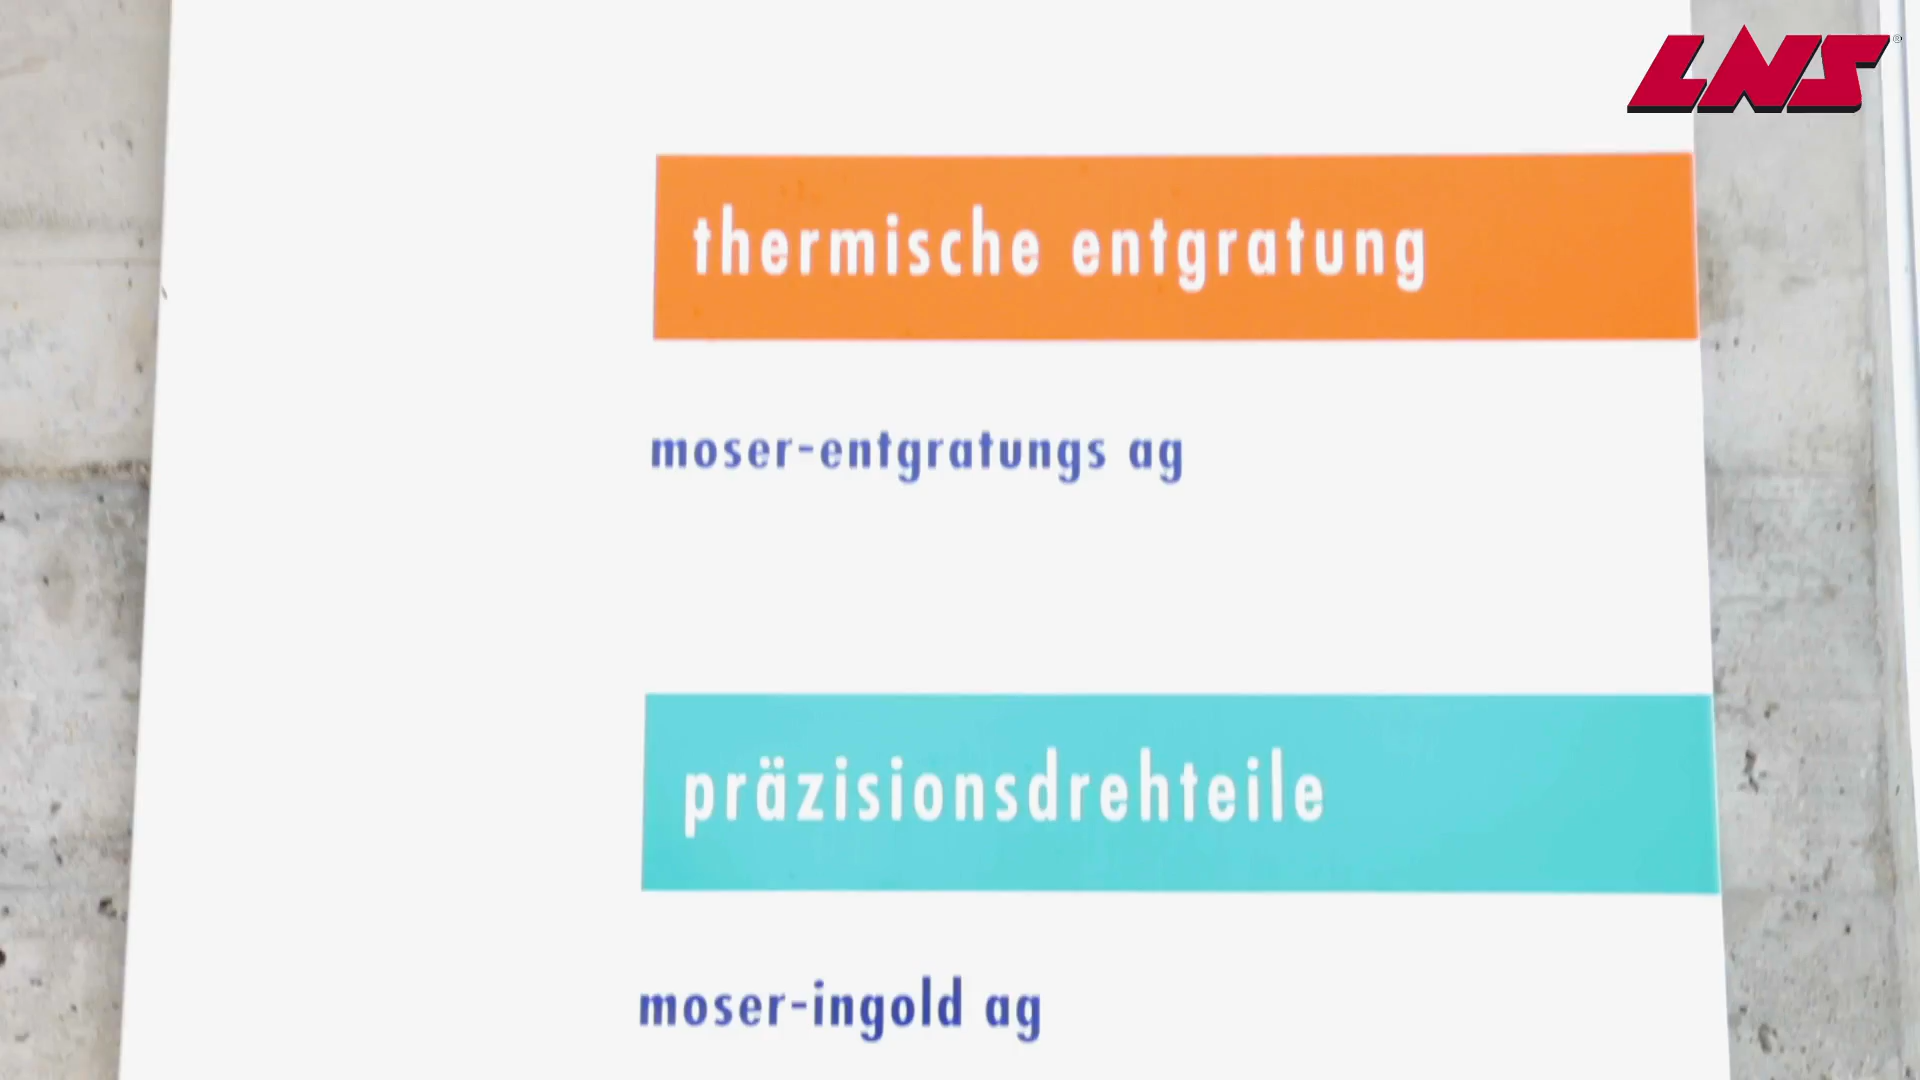 LNS®
thermische entgratung
moser-entgratungs ag
präzisionsdrehteile
moser-ingold ag